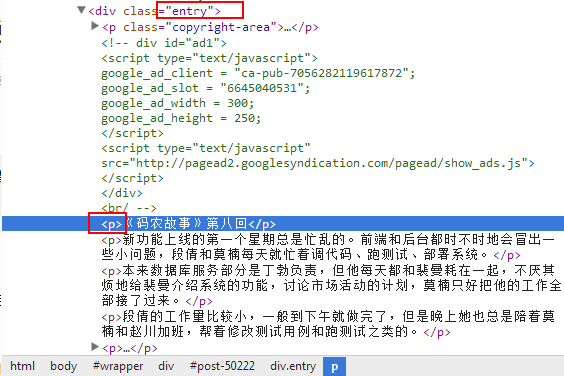 ▼<div class="entry">
▶<p class="copyright-area">…</p>
<!-- div id="ad1">
<script type="text/javascript">
google_ad_client = "ca-pub-7056282119617872";
google_ad_slot = "6645040531";
google_ad_width = 300;
google_ad_height = 250;
</script>
<script type="text/javascript"
src="http://pagead2.googlesyndication.com/pagead/show_ads.js">
</script>
</div>
<br/ -->
<p>《码农故事》第八回</p>
<p>新功能上线的第一个星期总是忙乱的。前端和后台都时不时地会冒出一
些小问题，段倩和莫楠每天就忙着调代码、跑测试、部署系统。</p>
<p>本来数据库服务部分是丁勃负责，但他每天都和裴曼耗在一起，不厌其
烦地给裴曼介绍系统的功能，讨论市场活动的计划，莫楠只好把他的工作全
部接了过来。</p>
<p>段倩的工作量比较小，一般到下午就做完了，但是晚上她也总是陪着莫
楠和赵川加班，帮着修改测试用例和跑测试之类的。</p>
▶<p>…</p>
html body #wrapper div #post-50222 div.entry p